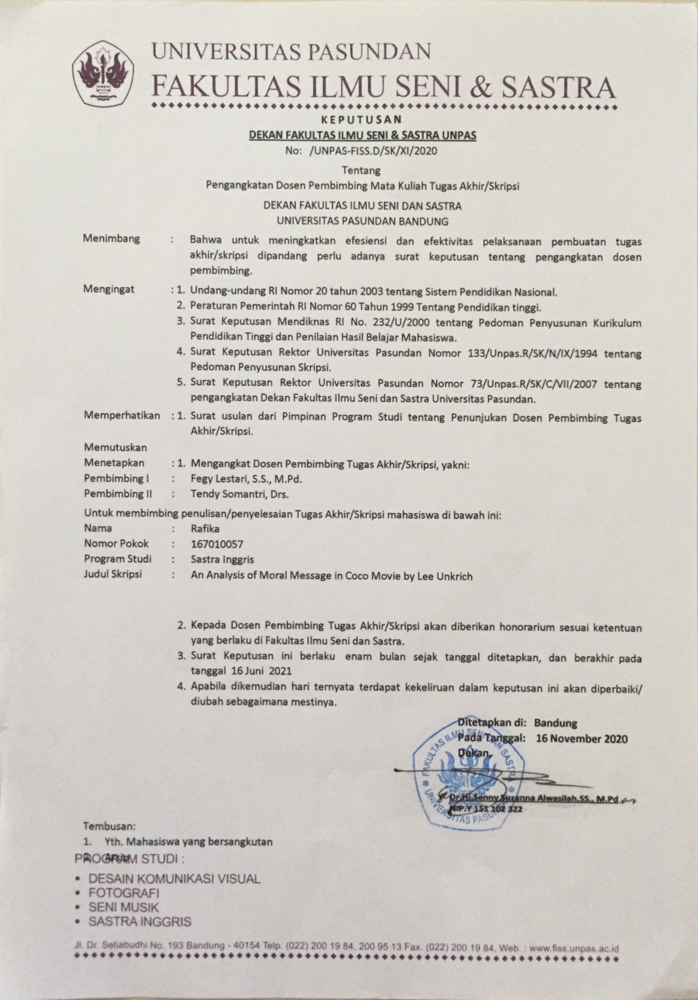 UNIVERSITAS PASUNDAN
FAKULTAS ILMU SENI & SASTRA
KEPUTUSAN
DEKAN FAKULTAS ILMU SENI & SASTRA UNPAS
No: /UNPAS-FISS.D/SK/XI/2020
Tentang
Pengangkatan Dosen Pembimbing Mata Kuliah Tugas Akhir/Skripsi
DEKAN FAKULTAS ILMU SENI DAN SASTRA
UNIVERSITAS PASUNDAN BANDUNG
Menimbang : Bahwa untuk meningkatkan efesiensi dan efektivitas pelaksanaan pembuatan tugas
akhir/skripsi dipandang perlu adanya surat keputusan tentang pengangkatan dosen
pembimbing.
Mengingat : 1. Undang-undang RI Nomor 20 tahun 2003 tentang Sistem Pendidikan Nasional.
2. Peraturan Pemerintah RI Nomor 60 Tahun 1999 Tentang Pendidikan tinggi.
3. Surat Keputusan Mendiknas RI No. 232/U/2000 tentang Pedoman Penyusunan Kurikulum
Pendidikan Tinggi dan Penilaian Hasil Belajar Mahasiswa.
4. Surat Keputusan Rektor Universitas Pasundan Nomor 133/Unpas.R/SK/N/IX/1994 tentang
Pedoman Penyusunan Skripsi.
5. Surat Keputusan Rektor Universitas Pasundan Nomor 73/Unpas.R/SK/C/VII/2007 tentang
pengangkatan Dekan Fakultas Ilmu Seni dan Sastra Universitas Pasundan.
Memperhatikan : 1. Surat usulan dari Pimpinan Program Studi tentang Penunjukan Dosen Pembimbing Tugas
Akhir/Skripsi.
Memutuskan
Menetapkan : 1. Mengangkat Dosen Pembimbing Tugas Akhir/Skripsi, yakni:
Pembimbing I : Fegy Lestari, S.S., M.Pd.
Pembimbing II : Tendy Somantri, Drs.
Untuk membimbing penulisan/penyelesaian Tugas Akhir/Skripsi mahasiswa di bawah ini:
Nama : Rafika
Nomor Pokok : 167010057
Program Studi : Sastra Inggris
Judul Skripsi : An Analysis of Moral Message in Coco Movie by Lee Unkrich
2. Kepada Dosen Pembimbing Tugas Akhir/Skripsi akan diberikan honorarium sesuai ketentuan
yang berlaku di Fakultas Ilmu Seni dan Sastra.
3. Surat Keputusan ini berlaku enam bulan sejak tanggal ditetapkan, dan berakhir pada
tanggal 16 Juni 2021
4. Apabila dikemudian hari ternyata terdapat kekeliruan dalam keputusan ini akan diperbaiki/
diubah sebagaimana mestinya.
Ditetapkan di: Bandung
Pada Tanggal: 16 November 2020
Dekan,
FAKULTAS ILMU SENI DAN SASTRA
UNIVERSITAS PASUNDAN
Dr.Hj.Senny Suzanna Alwasilah,SS., M.Pd
NIP.Y 151 102 322
Tembusan:
1. Yth. Mahasiswa yang bersangkutan
2. Arsip
PROGRAM STUDI :
• DESAIN KOMUNIKASI VISUAL
• FOTOGRAFI
• SENI MUSIK
• SASTRA INGGRIS
Jl. Dr. Setiabudhi No. 193 Bandung - 40154 Telp. (022) 200 19 84, 200 95 13 Fax. (022) 200 19 84, Web. : www.fiss.unpas.ac.id